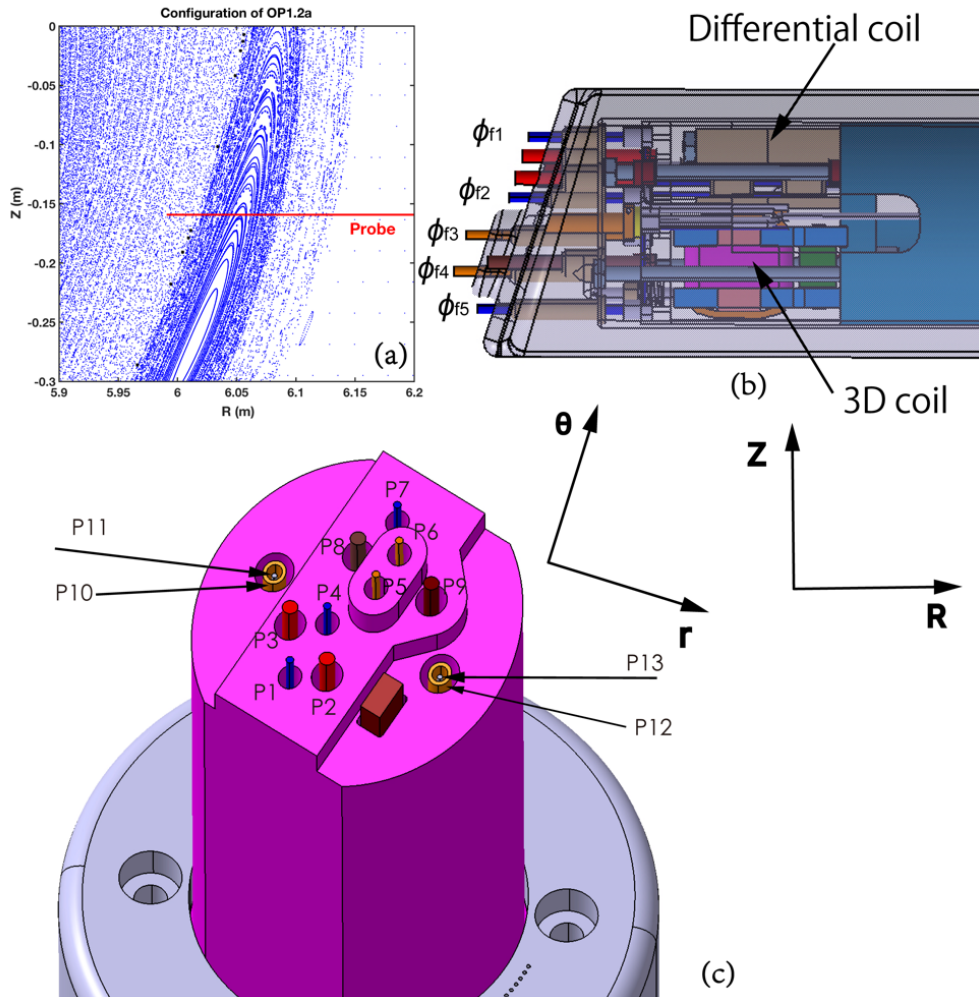 Configuration of OP1.2a
0
-0.05
-0.1
-0.15
-0.2
-0.25
-0.3
Z (m)
5.9
5.95
6
6.05
6.1
6.15
6.2
R (m)
Probe
(a)
Differential coil
ϕf1
ϕf2
ϕf3
ϕf4
ϕf5
(b)
3D coil
θ
r
Z
R
P7
P11
P6
P8
P10
P4
P5
P9
P3
P13
P1
P2
P12
(c)